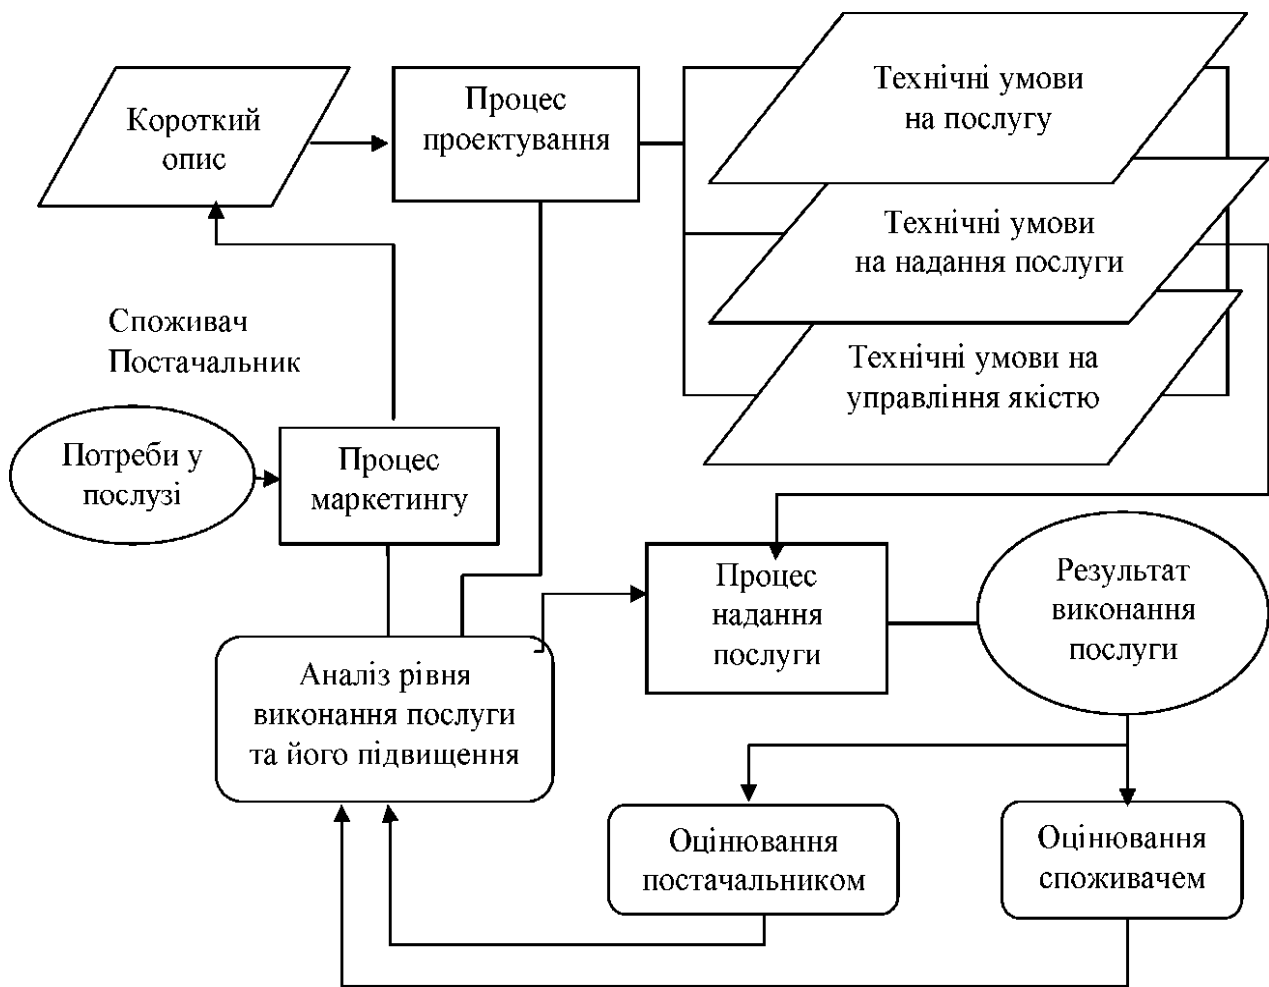 Короткий
опис
Процес
проектування
Технічні умови
на послугу
Технічні умови
на надання послуги
Технічні умови на
управління якістю
Споживач
Постачальник
Потреби у
послузі
Процес
маркетингу
Процес
надання
послуги
Результат
виконання
послуги
Аналіз рівня
виконання послуги
та його підвищення
Оцінювання
постачальником
Оцінювання
споживачем